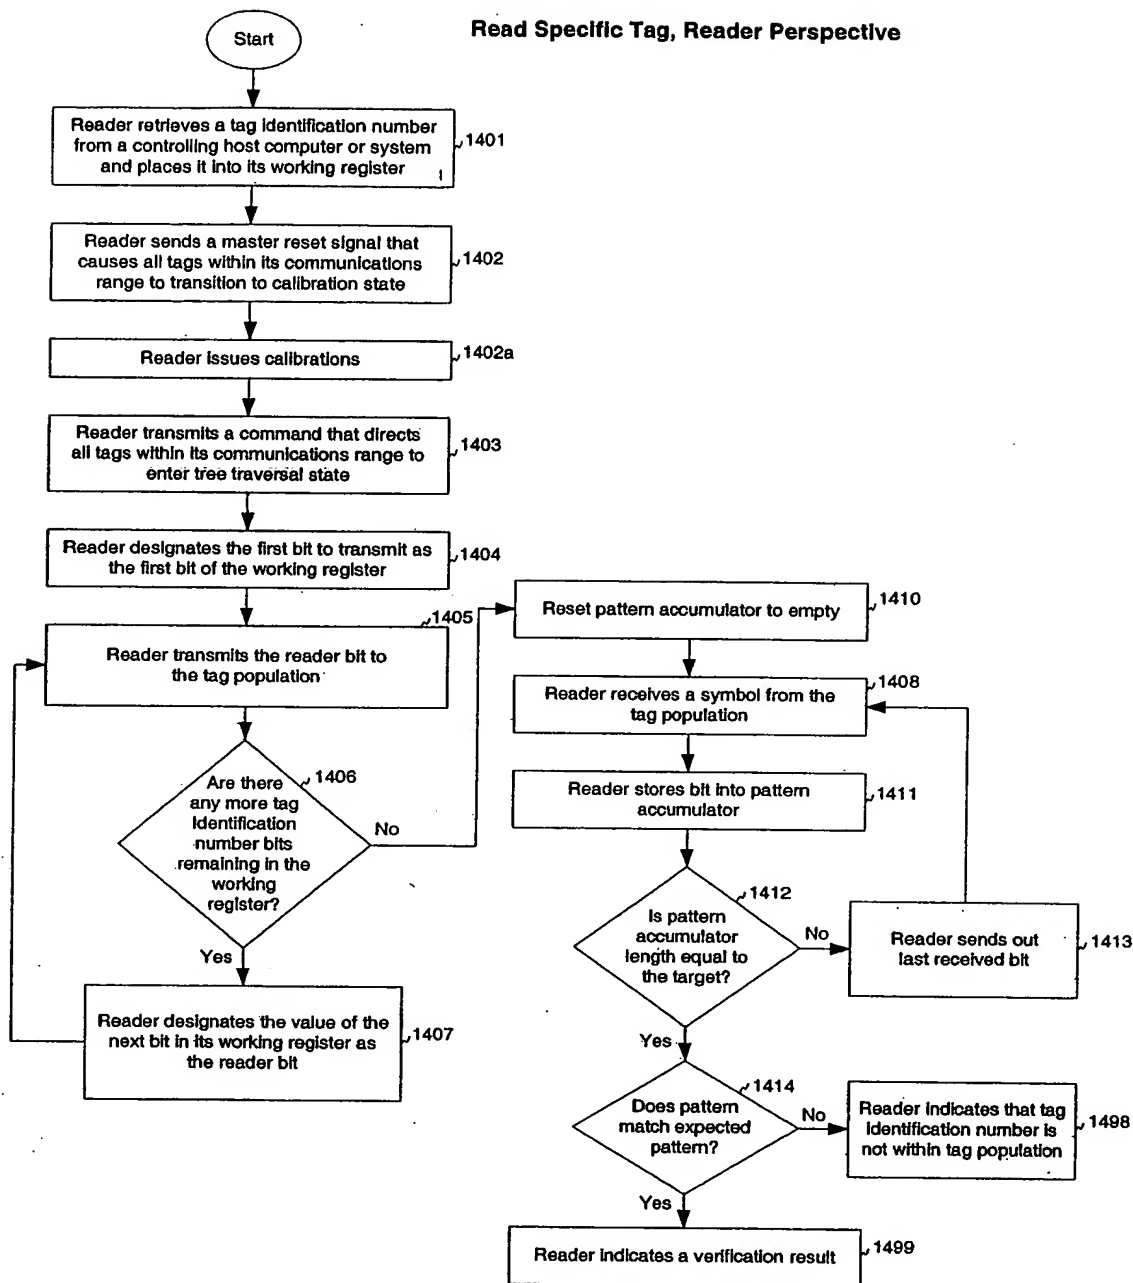 Read Specific Tag, Reader Perspective
Start
Reader retrieves a tag identification number
from a controlling host computer or system
and places it into its working register
1401
Reader sends a master reset signal that
causes all tags within its communications
range to transition to calibration state
1402
Reader issues calibrations
1402a
Reader transmits a command that directs
all tags within its communications range to
enter tree traversal state
1403
Reader designates the first bit to transmit as
the first bit of the working register
1404
1405
Reader transmits the reader bit to
the tag population
1406
Are there
any more tag
identification
number bits
remaining in the
working
register?
No
Yes
Reader designates the value of the
next bit in its working register as
the reader bit
1407
Reset pattern accumulator to empty
1410
Reader receives a symbol from the
tag population
1408
Reader stores bit into pattern
accumulator
1411
1412
Is pattern
accumulator
length equal to
the target?
No
Reader sends out
last received bit
1413
Yes
1414
Does pattern
match expected
pattern?
No
Reader indicates that tag
identification number is
not within tag population
1498
Yes
Reader indicates a verification result
1499